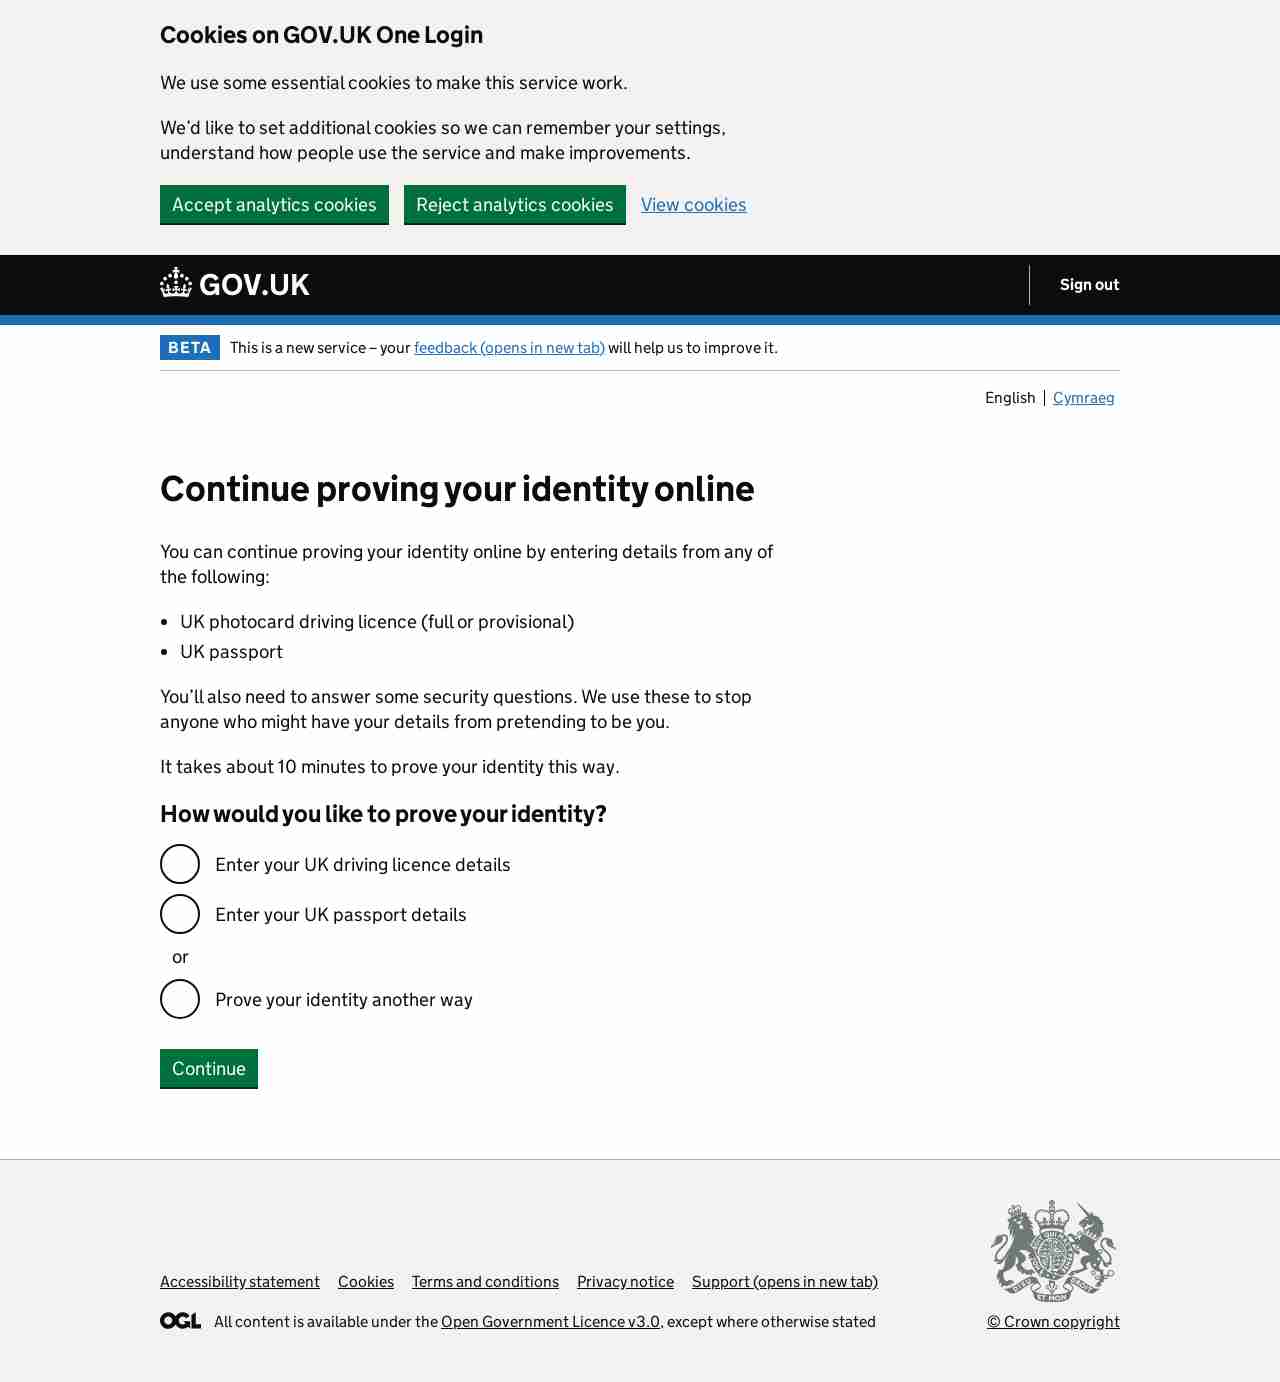 Cookies on GOV.UK One Login
We use some essential cookies to make this service work.
We’d like to set additional cookies so we can remember your settings,
understand how people use the service and make improvements.
Accept analytics cookies Reject analytics cookies View cookies
GOV.UK Sign out
BETA This is a new service – your feedback (opens in new tab) will help us to improve it.
English Cymraeg
Continue proving your identity online
You can continue proving your identity online by entering details from any of
the following:
• UK photocard driving licence (full or provisional)
• UK passport
You’ll also need to answer some security questions. We use these to stop
anyone who might have your details from pretending to be you.
It takes about 10 minutes to prove your identity this way.
How would you like to prove your identity?
Enter your UK driving licence details
Enter your UK passport details
or
Prove your identity another way
Continue
Accessibility statement Cookies Terms and conditions Privacy notice Support (opens in new tab)
OGL All content is available under the Open Government Licence v3.0, except where otherwise stated
© Crown copyright